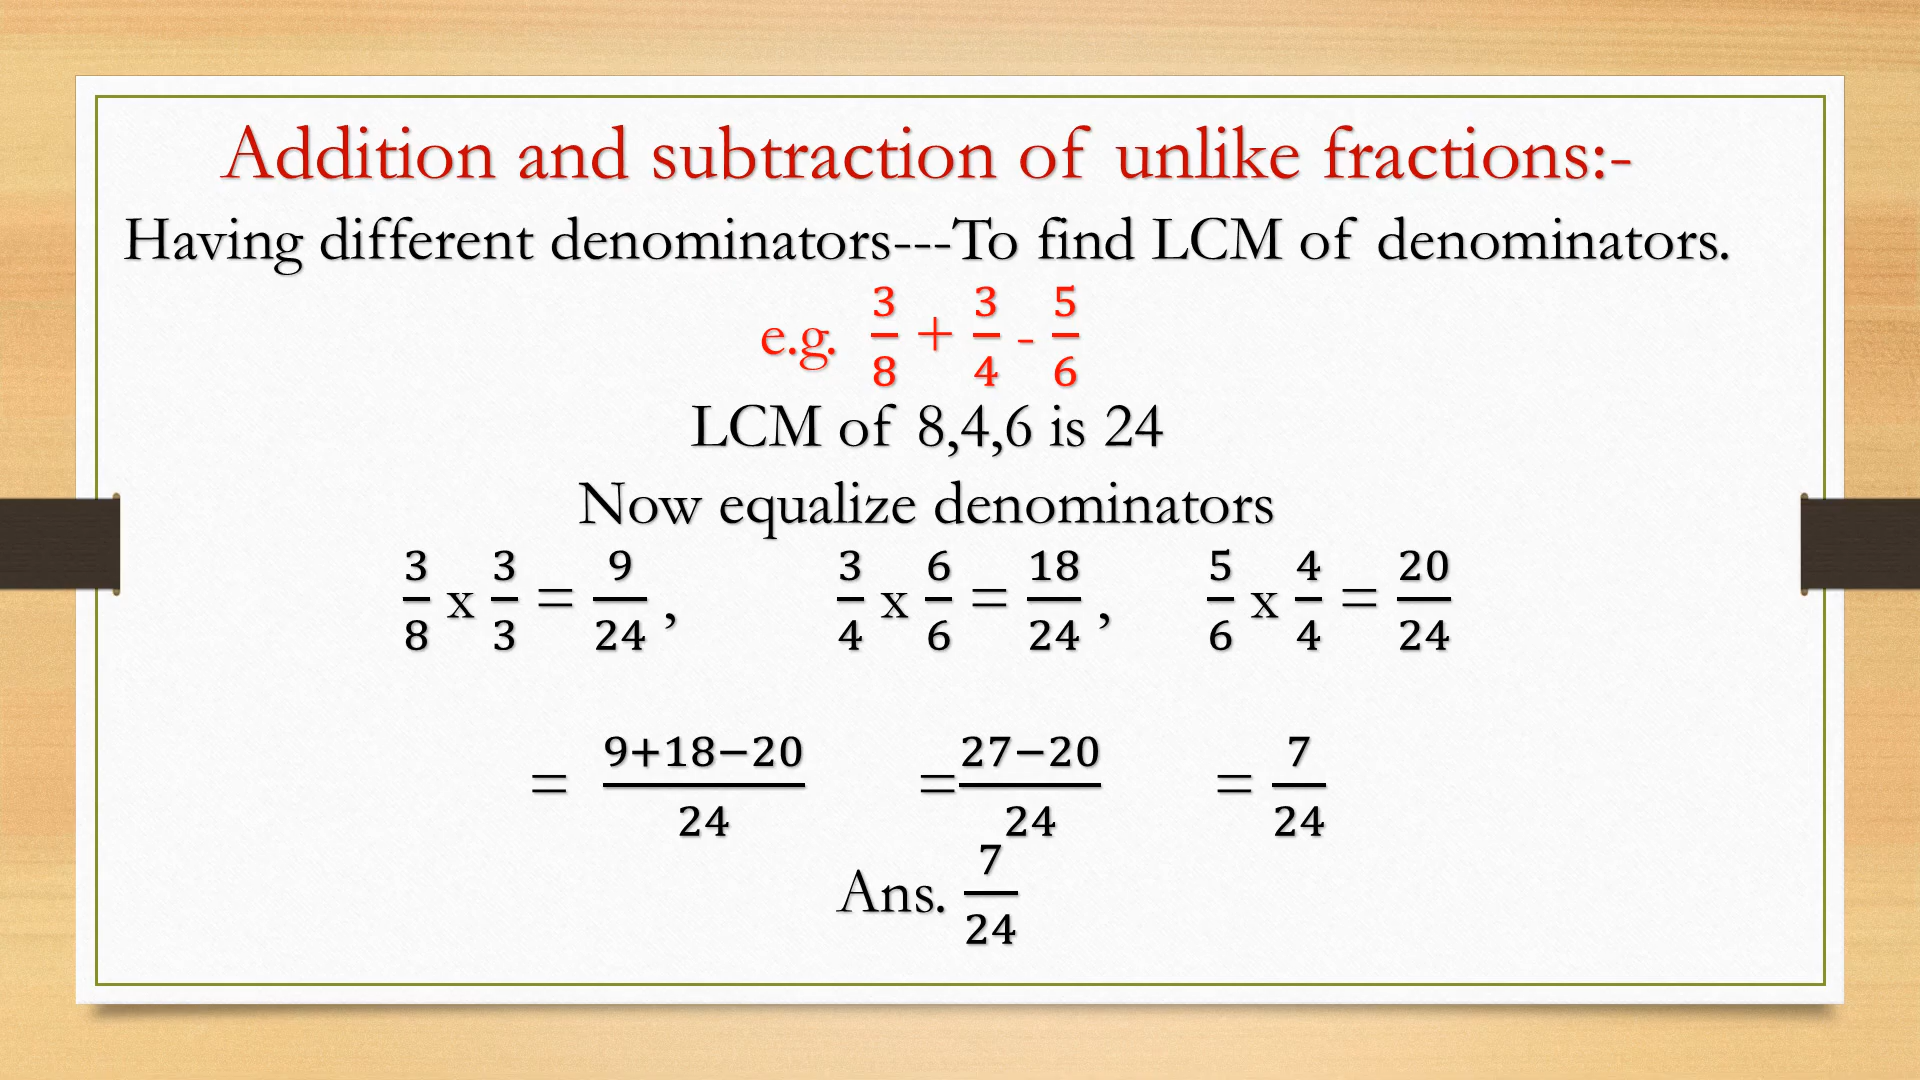 Addition and subtraction of unlike fractions:-
Having different denominators---To find LCM of denominators.
e.g. 3/8 + 3/4 - 5/6
LCM of 8,4,6 is 24
Now equalize denominators
3/8 x 3/3 = 9/24 , 3/4 x 6/6 = 18/24 , 5/6 x 4/4 = 20/24
= 9+18−20/24 = 27−20/24 = 7/24
Ans. 7/24